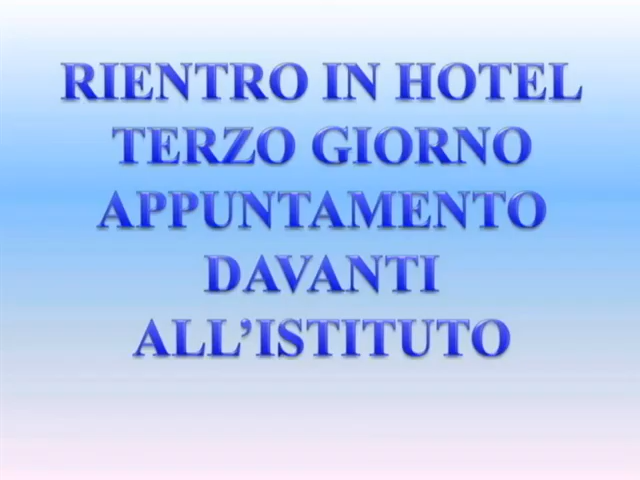 RIENTRO IN HOTEL
TERZO GIORNO
APPUNTAMENTO
DAVANTI
ALL’ISTITUTO